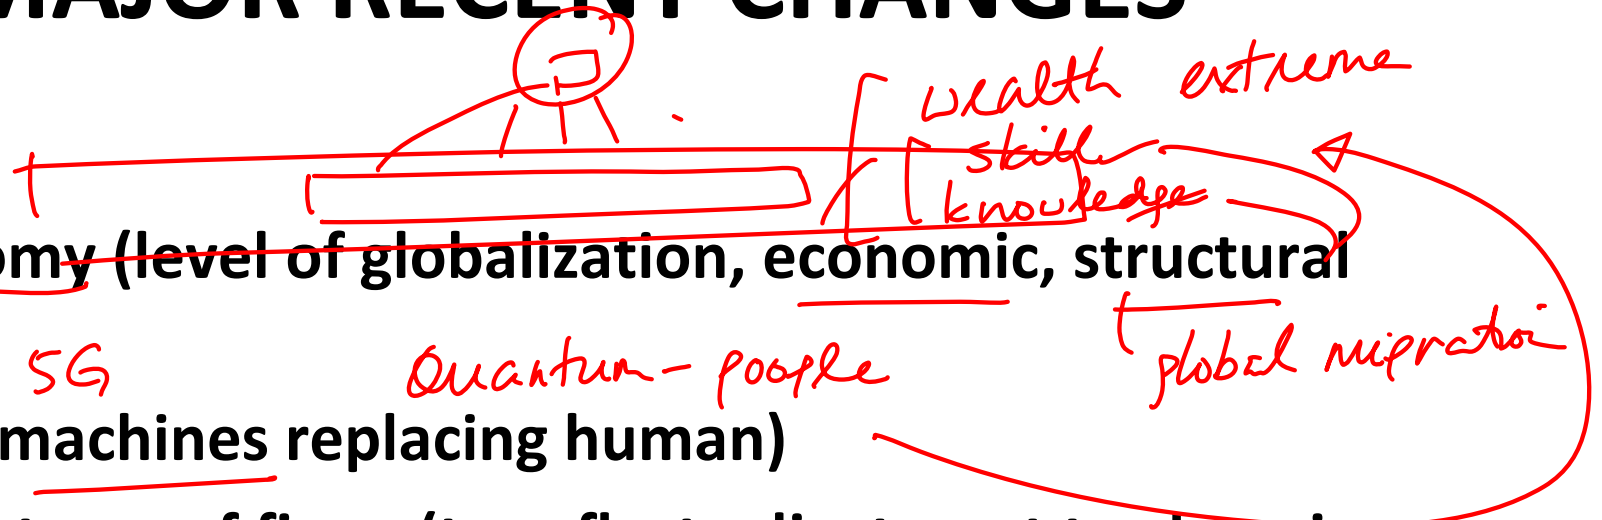 MAJOR RECENT CHANGES
wealth extreme
skill
knowledge
omy (level of globalization, economic, structural
5G Quantum - people
global migration
machines replacing human)